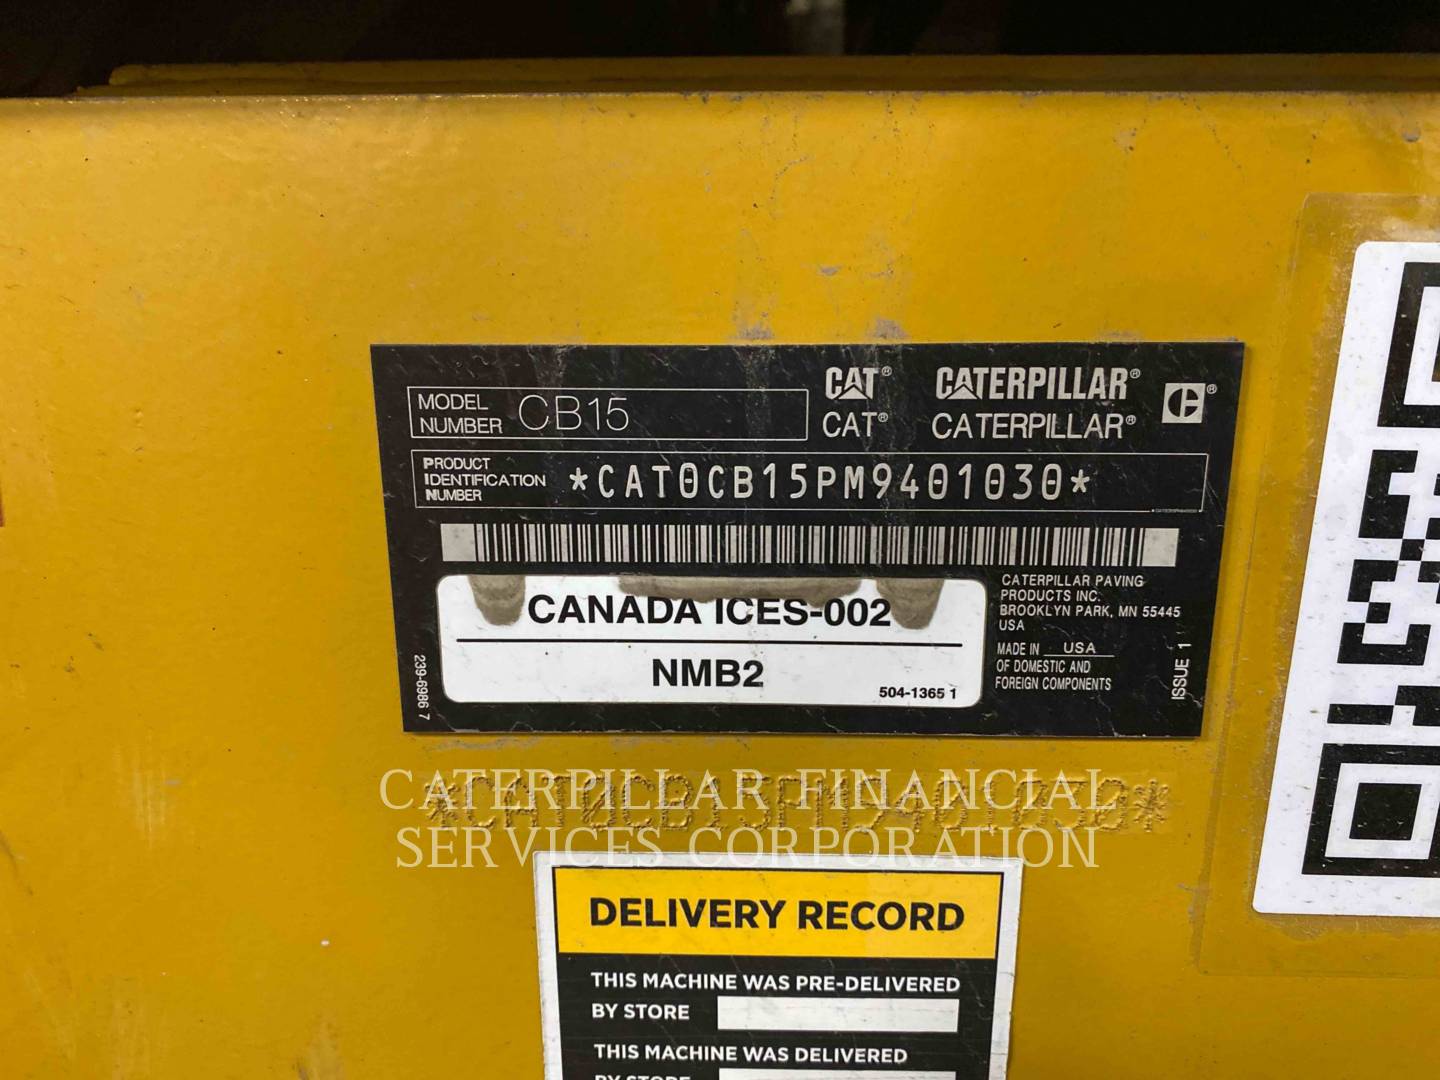 MODEL NUMBER CB15
CAT® CATERPILLAR®
CAT® CATERPILLAR®
PRODUCT
IDENTIFICATION
NUMBER
*CAT0CB15PM9401030*
CANADA ICES-002
NMB2
504-1365 1
239-6986 7
CATERPILLAR PAVING
PRODUCTS INC.
BROOKLYN PARK, MN 55445
USA
MADE IN USA
OF DOMESTIC AND
FOREIGN COMPONENTS
ISSUE 1
*CAT0CB15PM9401030*
CATERPILLAR FINANCIAL
SERVICES CORPORATION
DELIVERY RECORD
THIS MACHINE WAS PRE-DELIVERED
BY STORE
THIS MACHINE WAS DELIVERED
BY STORE